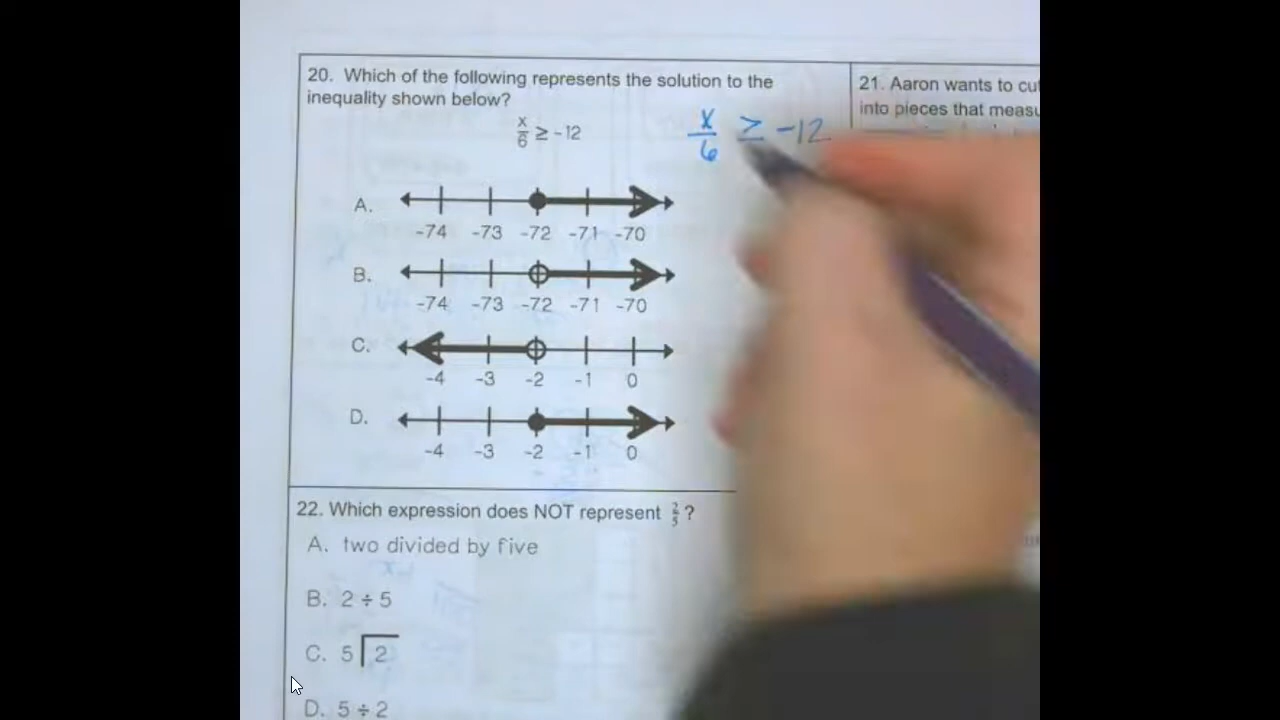 20. Which of the following represents the solution to the
inequality shown below?
x/6 ≥ -12
x/6 ≥ -12
A.
-74 -73 -72 -71 -70
B.
-74 -73 -72 -71 -70
C.
-4 -3 -2 -1 0
D.
-4 -3 -2 -1 0
21. Aaron wants to cu
into pieces that measu
22. Which expression does NOT represent 2/5 ?
A. two divided by five
B. 2 ÷ 5
C. 5⟌2
D. 5 ÷ 2